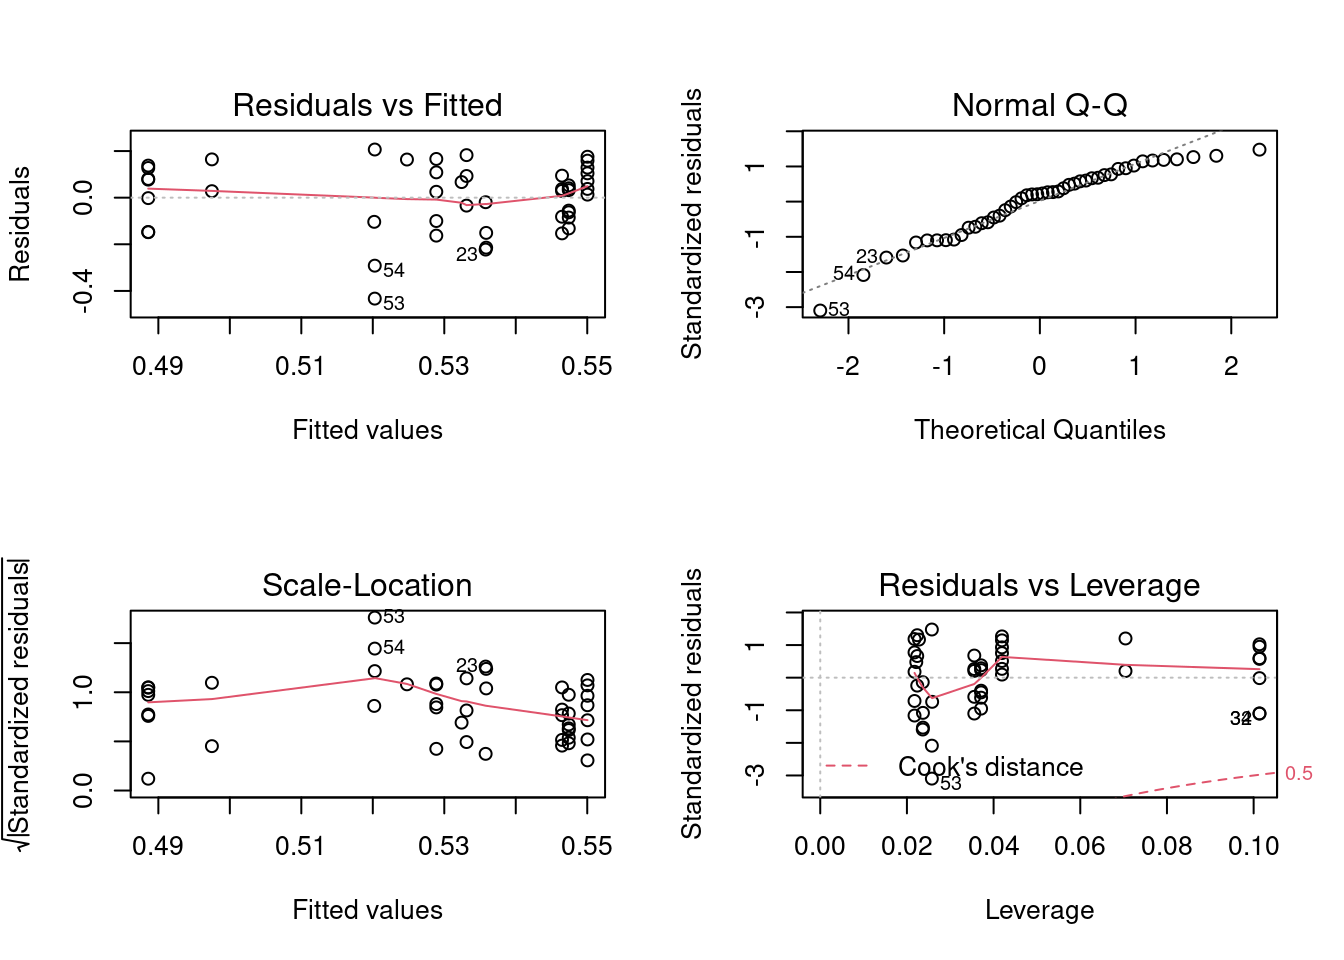 Residuals vs Fitted
Residuals
0.0
-0.4
54
53
23
0.49 0.51 0.53 0.55
Fitted values
Normal Q-Q
Standardized residuals
1
-1
-3
23
54
53
-2 -1 0 1 2
Theoretical Quantiles
Scale-Location
√|Standardized residuals|
1.0
0.0
53
54
23
0.49 0.51 0.53 0.55
Fitted values
Residuals vs Leverage
Standardized residuals
1
-1
-3
Cook's distance
53
0.5
0.00 0.02 0.04 0.06 0.08 0.10
Leverage